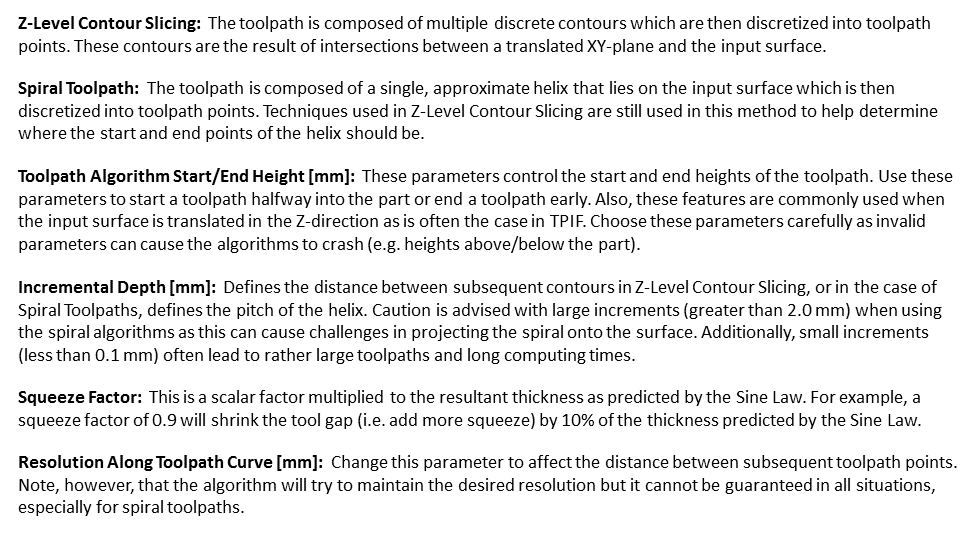 Z-Level Contour Slicing: The toolpath is composed of multiple discrete contours which are then discretized into toolpath
points. These contours are the result of intersections between a translated XY-plane and the input surface.
Spiral Toolpath: The toolpath is composed of a single, approximate helix that lies on the input surface which is then
discretized into toolpath points. Techniques used in Z-Level Contour Slicing are still used in this method to help determine
where the start and end points of the helix should be.
Toolpath Algorithm Start/End Height [mm]: These parameters control the start and end heights of the toolpath. Use these
parameters to start a toolpath halfway into the part or end a toolpath early. Also, these features are commonly used when
the input surface is translated in the Z-direction as is often the case in TPIF. Choose these parameters carefully as invalid
parameters can cause the algorithms to crash (e.g. heights above/below the part).
Incremental Depth [mm]: Defines the distance between subsequent contours in Z-Level Contour Slicing, or in the case of
Spiral Toolpaths, defines the pitch of the helix. Caution is advised with large increments (greater than 2.0 mm) when using
the spiral algorithms as this can cause challenges in projecting the spiral onto the surface. Additionally, small increments
(less than 0.1 mm) often lead to rather large toolpaths and long computing times.
Squeeze Factor: This is a scalar factor multiplied to the resultant thickness as predicted by the Sine Law. For example, a
squeeze factor of 0.9 will shrink the tool gap (i.e. add more squeeze) by 10% of the thickness predicted by the Sine Law.
Resolution Along Toolpath Curve [mm]: Change this parameter to affect the distance between subsequent toolpath points.
Note, however, that the algorithm will try to maintain the desired resolution but it cannot be guaranteed in all situations,
especially for spiral toolpaths.